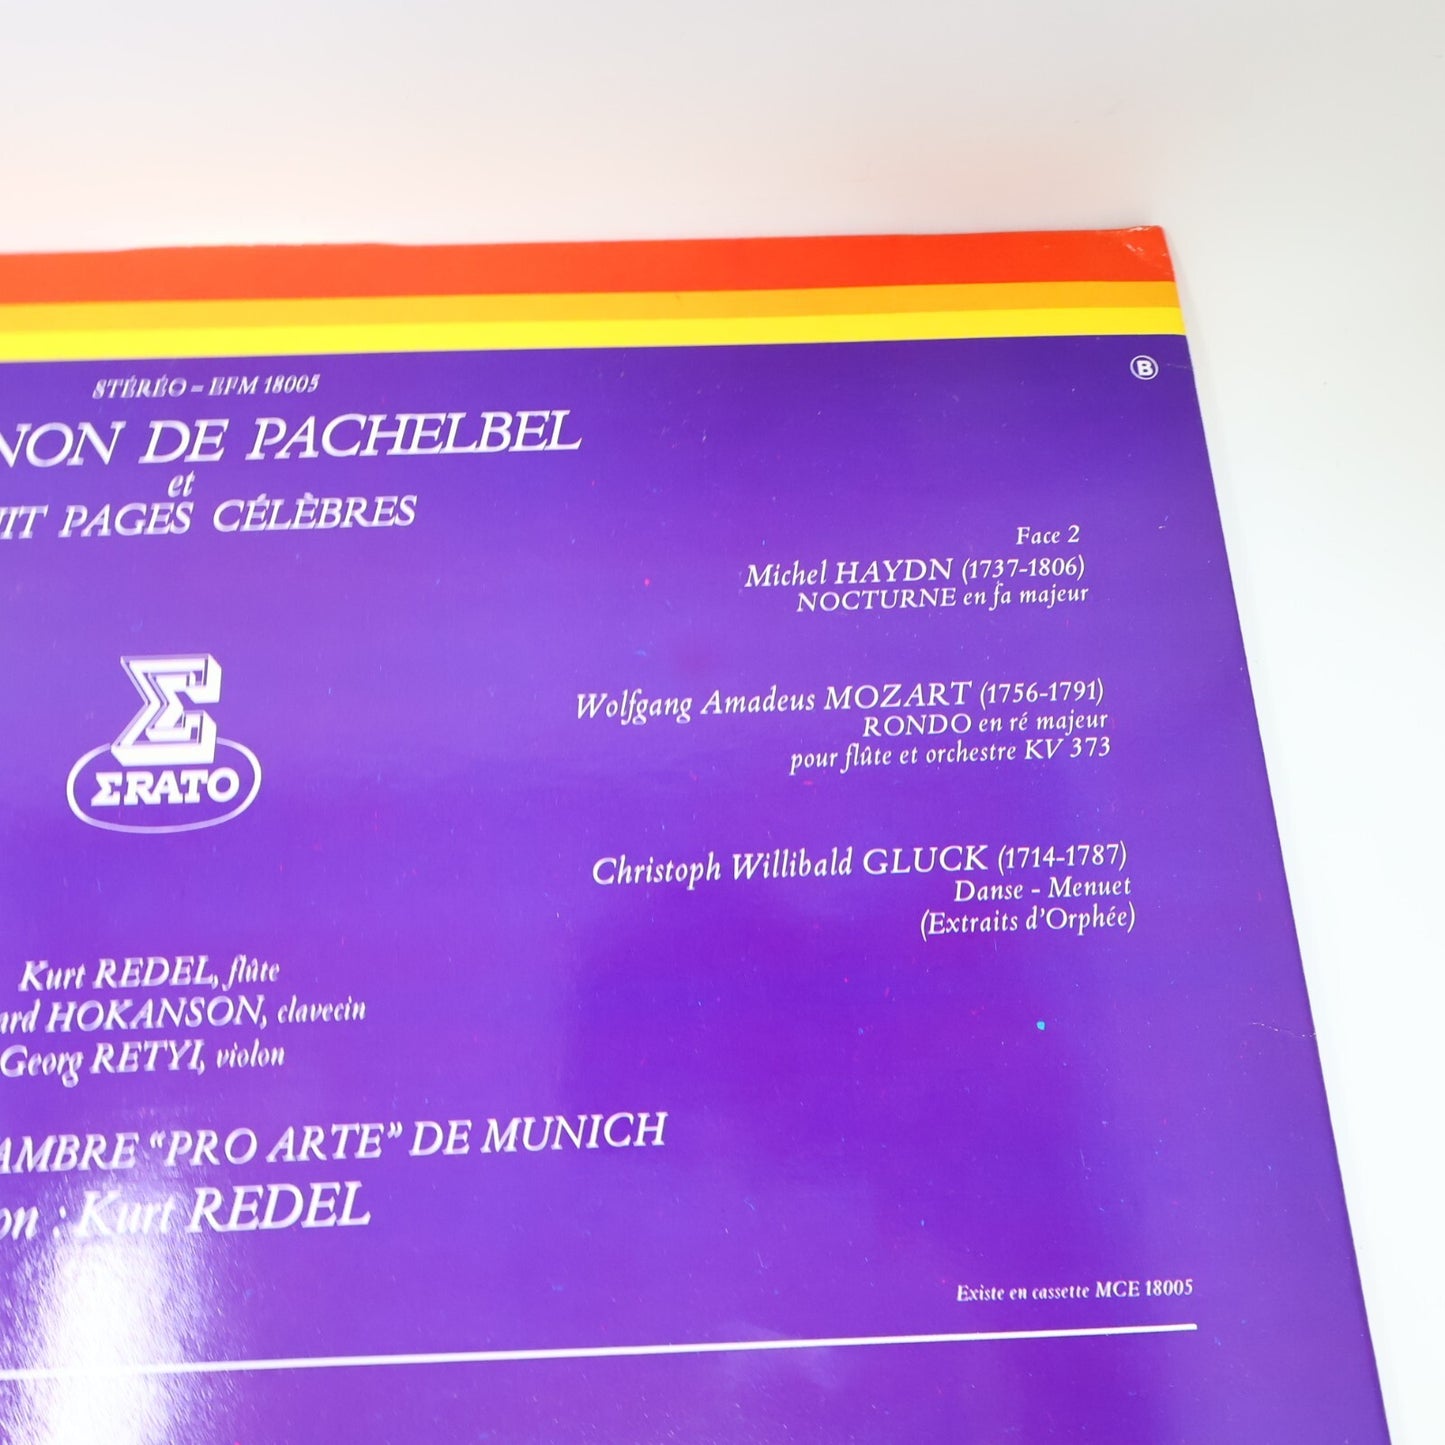 STÉRÉO – EFM 18005
B
NON DE PACHELBEL
et
IT PAGES CÉLÈBRES
Face 2
Michel HAYDN (1737-1806)
NOCTURNE en fa majeur
Wolfgang Amadeus MOZART (1756-1791)
RONDO en ré majeur
pour flûte et orchestre KV 373
Christoph Willibald GLUCK (1714-1787)
Danse - Menuet
(Extraits d'Orphée)
Σ
ΣRATO
Kurt REDEL, flûte
ard HOKANSON, clavecin
Georg RETYI, violon
AMBRE “PRO ARTE” DE MUNICH
on : Kurt REDEL
Existe en cassette MCE 18005